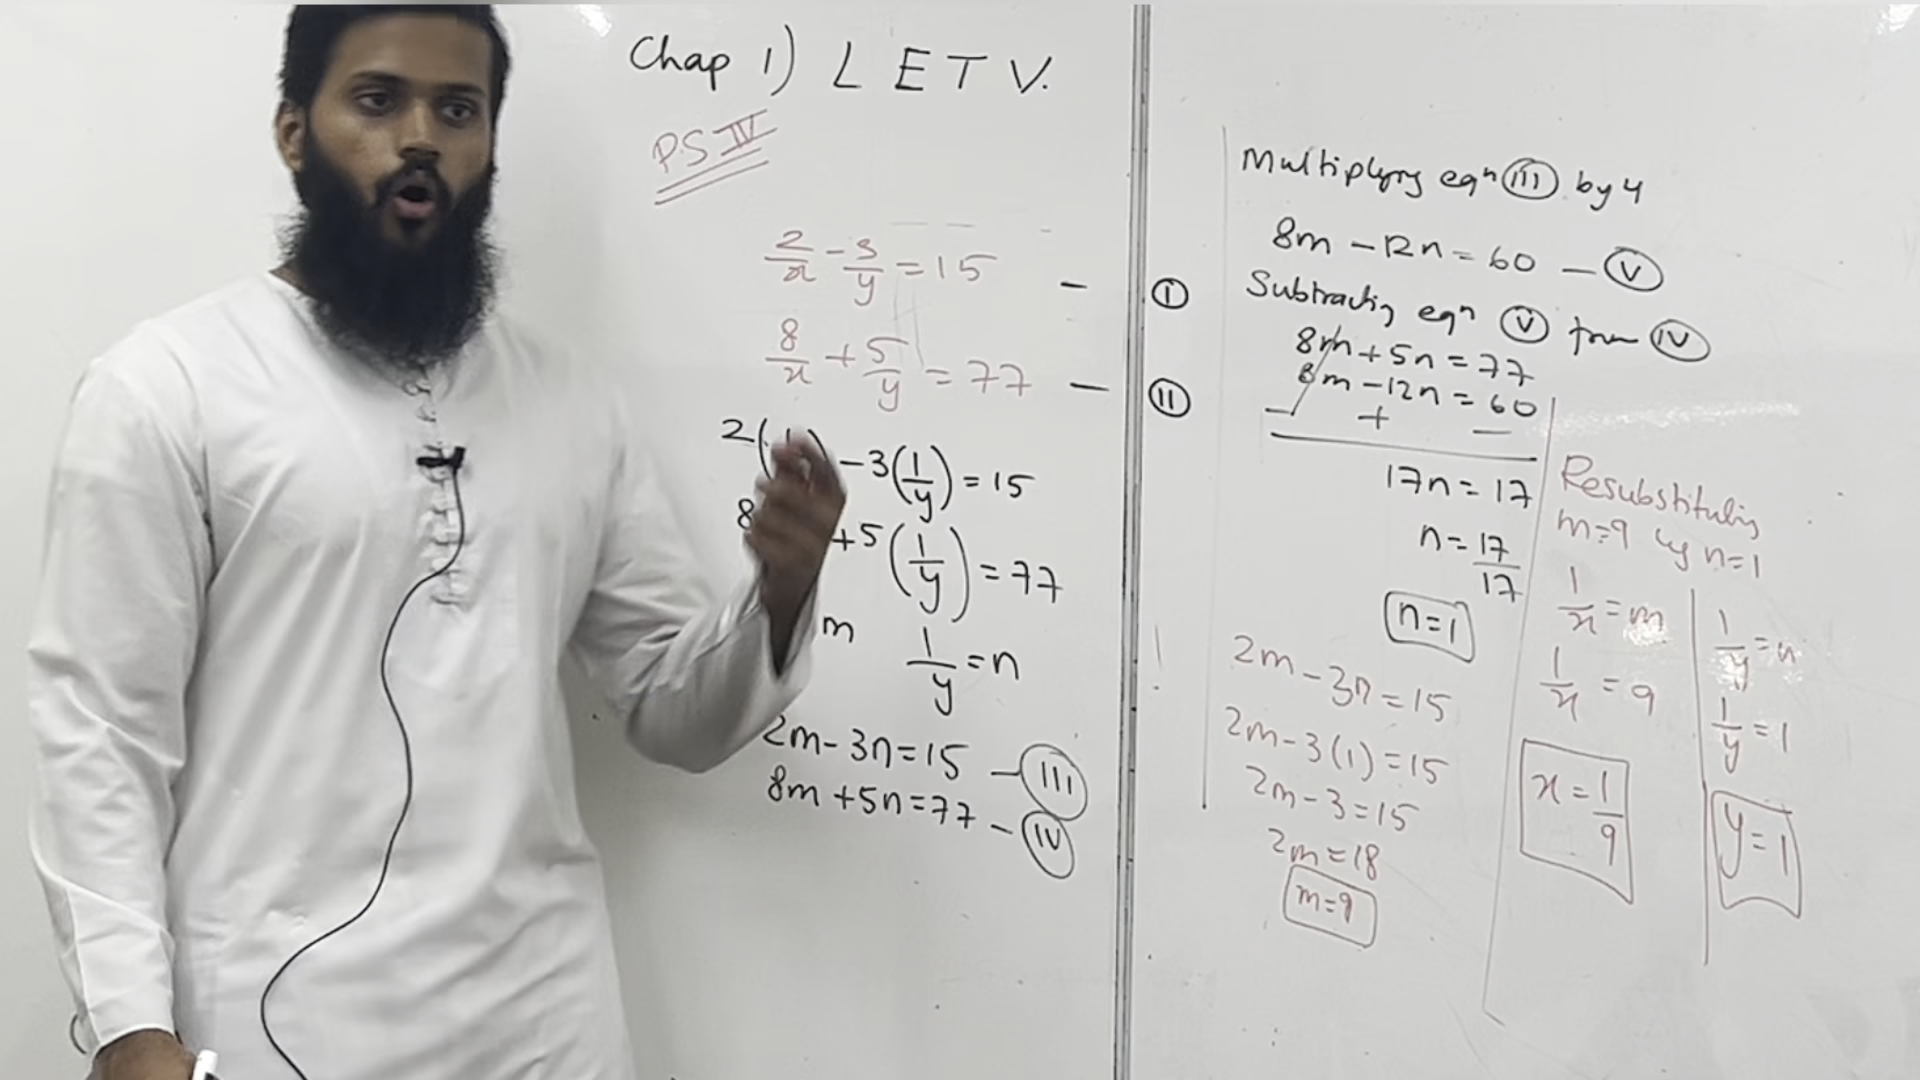 Chap 1) L E T V.
P.S IV
2/x - 3/y = 15 — I
8/x + 5/y = 77 — II
2( - 3(1/y) = 15
8 +5(1/y) = 77
m 1/y = n
2m - 3n = 15 — III
8m + 5n = 77 — IV
Multiplyng eqn III by 4
8m - 12n = 60 — V
Subtracting eqn V from IV
8m + 5n = 77
8m - 12n = 60
- + -
17n = 17
n = 17/17
n = 1
2m - 3n = 15
2m - 3(1) = 15
2m - 3 = 15
2m = 18
m = 9
Resubstituting
m = 9 n = 1
1/x = m
1/x = 9
x = 1/9
1/y = n
1/y = 1
y = 1